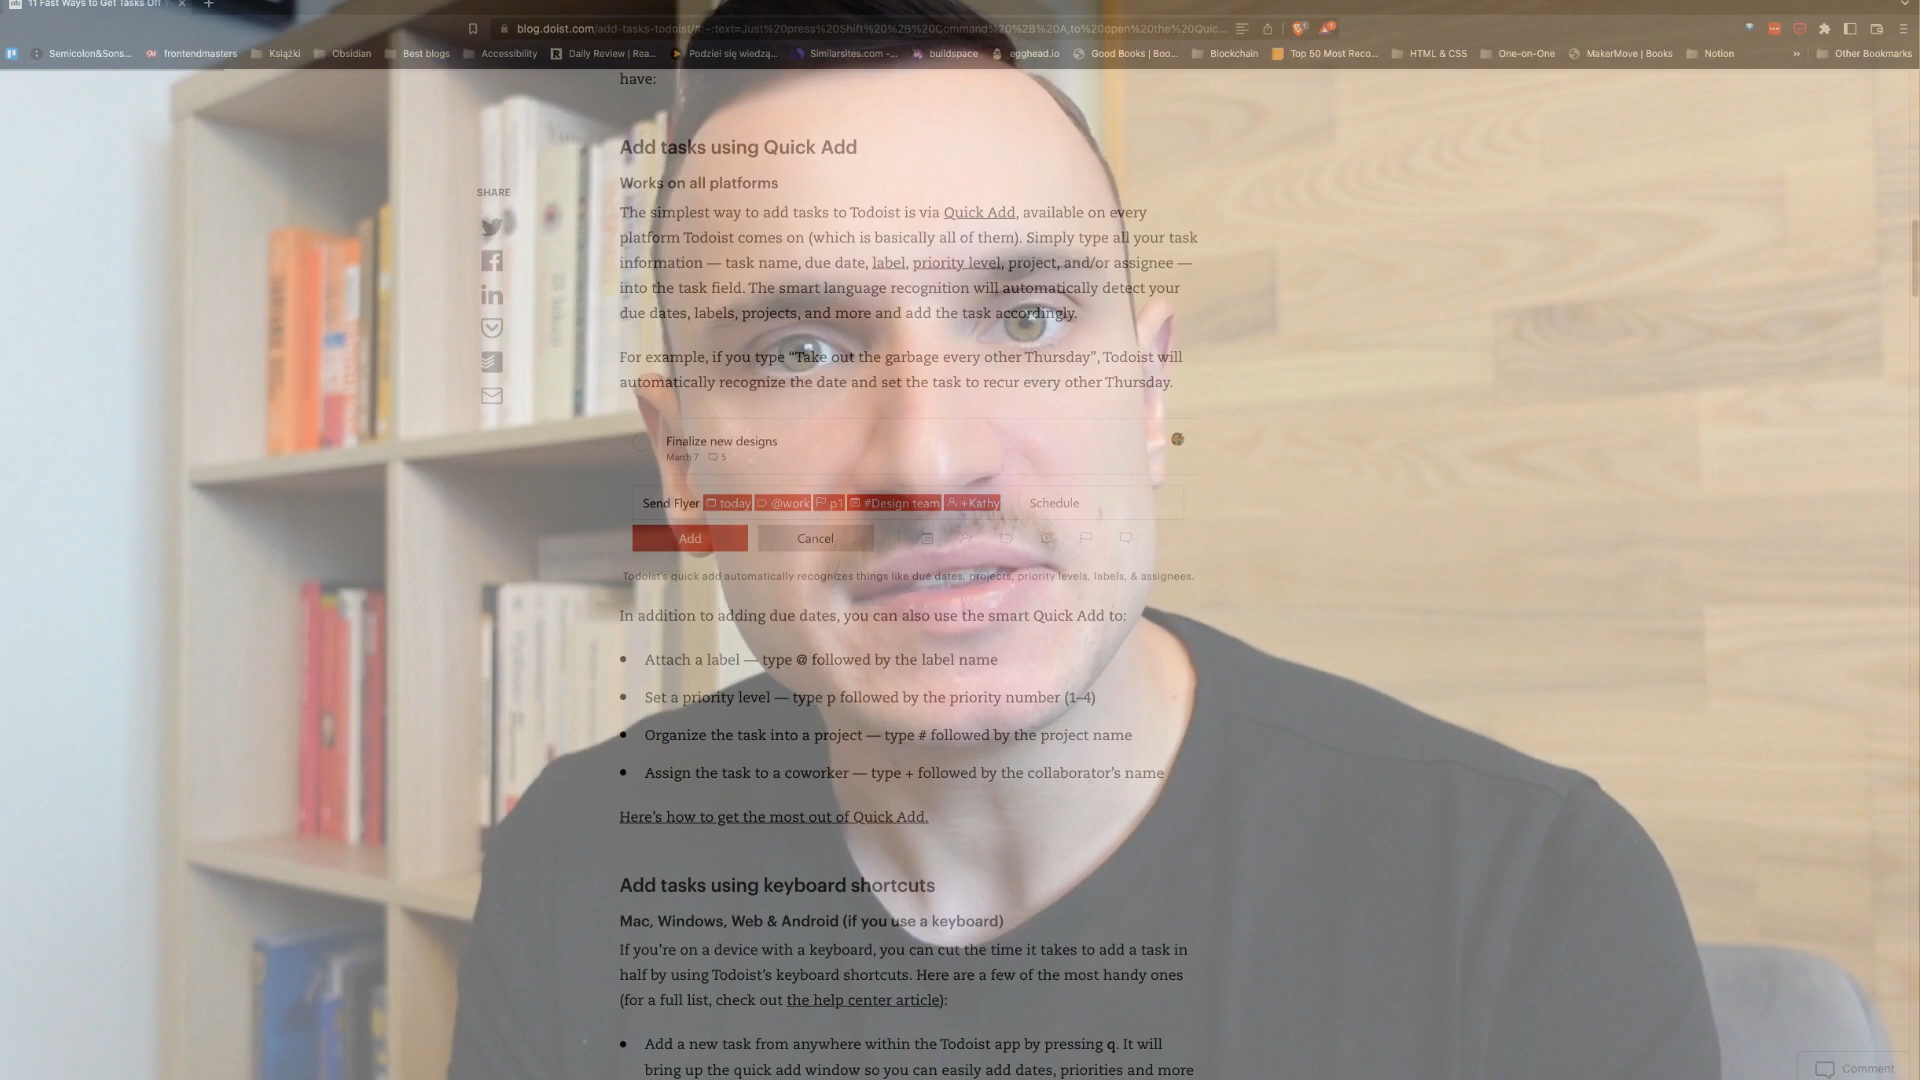 11 Fast Ways to Get Tasks Off
blog.doist.com/add-tasks-todoist/#:~:text=Just%20press%20Shift%20%2B%20Command%20%2B%20A,to%20open%20the%20Quic...
Semicolon&Sons... frontendmasters Książki Obsidian Best blogs Accessibility Daily Review | Rea... Podziel się wiedzą... Similarsites.com -... buildspace egghead.io Good Books | Boo... Blockchain Top 50 Most Reco... HTML & CSS One-on-One MakerMove | Books Notion » Other Bookmarks
have:
Add tasks using Quick Add
Works on all platforms
SHARE
The simplest way to add tasks to Todoist is via Quick Add, available on every
platform Todoist comes on (which is basically all of them). Simply type all your task
information — task name, due date, label, priority level, project, and/or assignee —
into the task field. The smart language recognition will automatically detect your
due dates, labels, projects, and more and add the task accordingly.
For example, if you type “Take out the garbage every other Thursday”, Todoist will
automatically recognize the date and set the task to recur every other Thursday.
Finalize new designs
March 7 5
Send Flyer today @work p1 #Design team +Kathy Schedule
Add Cancel
Todoist's quick add automatically recognizes things like due dates, projects, priority levels, labels, & assignees.
In addition to adding due dates, you can also use the smart Quick Add to:
• Attach a label — type @ followed by the label name
• Set a priority level — type p followed by the priority number (1–4)
• Organize the task into a project — type # followed by the project name
• Assign the task to a coworker — type + followed by the collaborator’s name
Here’s how to get the most out of Quick Add.
Add tasks using keyboard shortcuts
Mac, Windows, Web & Android (if you use a keyboard)
If you’re on a device with a keyboard, you can cut the time it takes to add a task in
half by using Todoist’s keyboard shortcuts. Here are a few of the most handy ones
(for a full list, check out the help center article):
• Add a new task from anywhere within the Todoist app by pressing q. It will
bring up the quick add window so you can easily add dates, priorities and more
Comment